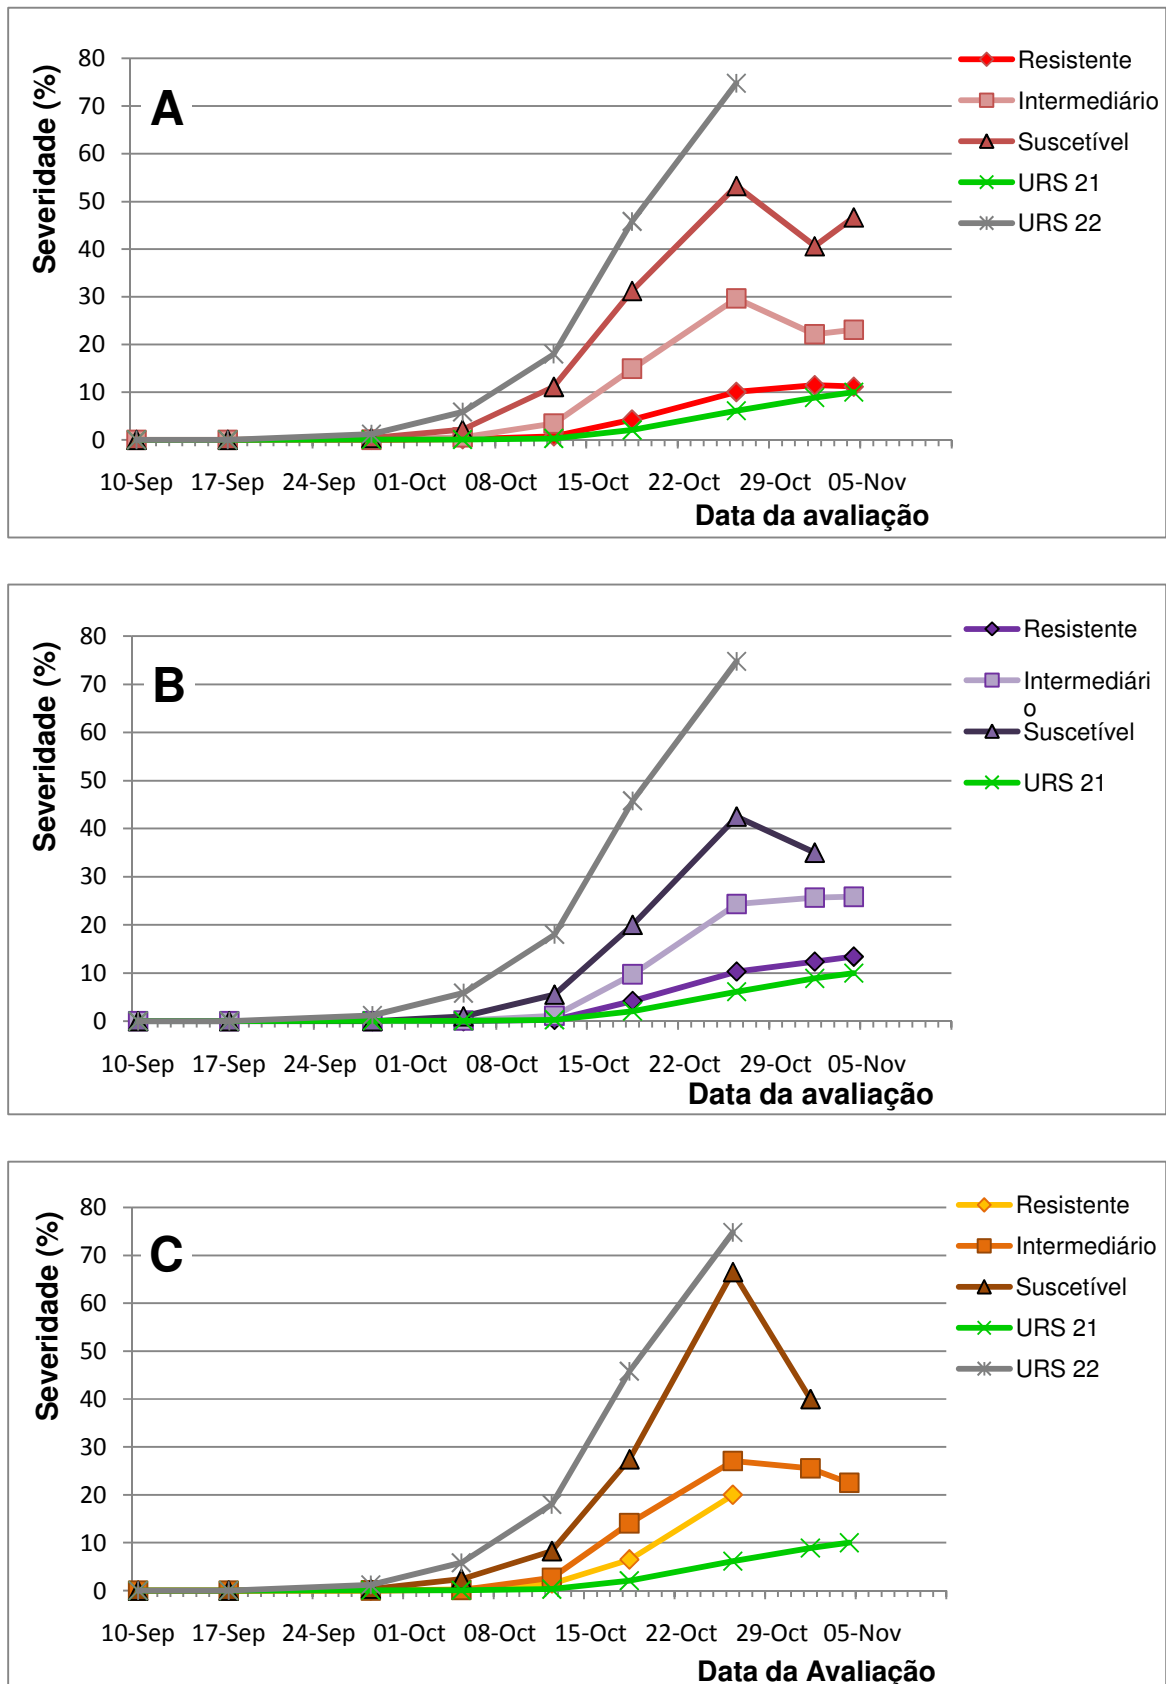 A
Severidade (%)
80
70
60
50
40
30
20
10
0
10-Sep 17-Sep 24-Sep 01-Oct 08-Oct 15-Oct 22-Oct 29-Oct 05-Nov
Data da avaliação
Resistente
Intermediário
Suscetível
URS 21
URS 22
B
Severidade (%)
80
70
60
50
40
30
20
10
0
10-Sep 17-Sep 24-Sep 01-Oct 08-Oct 15-Oct 22-Oct 29-Oct 05-Nov
Data da avaliação
Resistente
Intermediári
o
Suscetível
URS 21
C
Severidade (%)
80
70
60
50
40
30
20
10
0
10-Sep 17-Sep 24-Sep 01-Oct 08-Oct 15-Oct 22-Oct 29-Oct 05-Nov
Data da Avaliação
Resistente
Intermediário
Suscetível
URS 21
URS 22